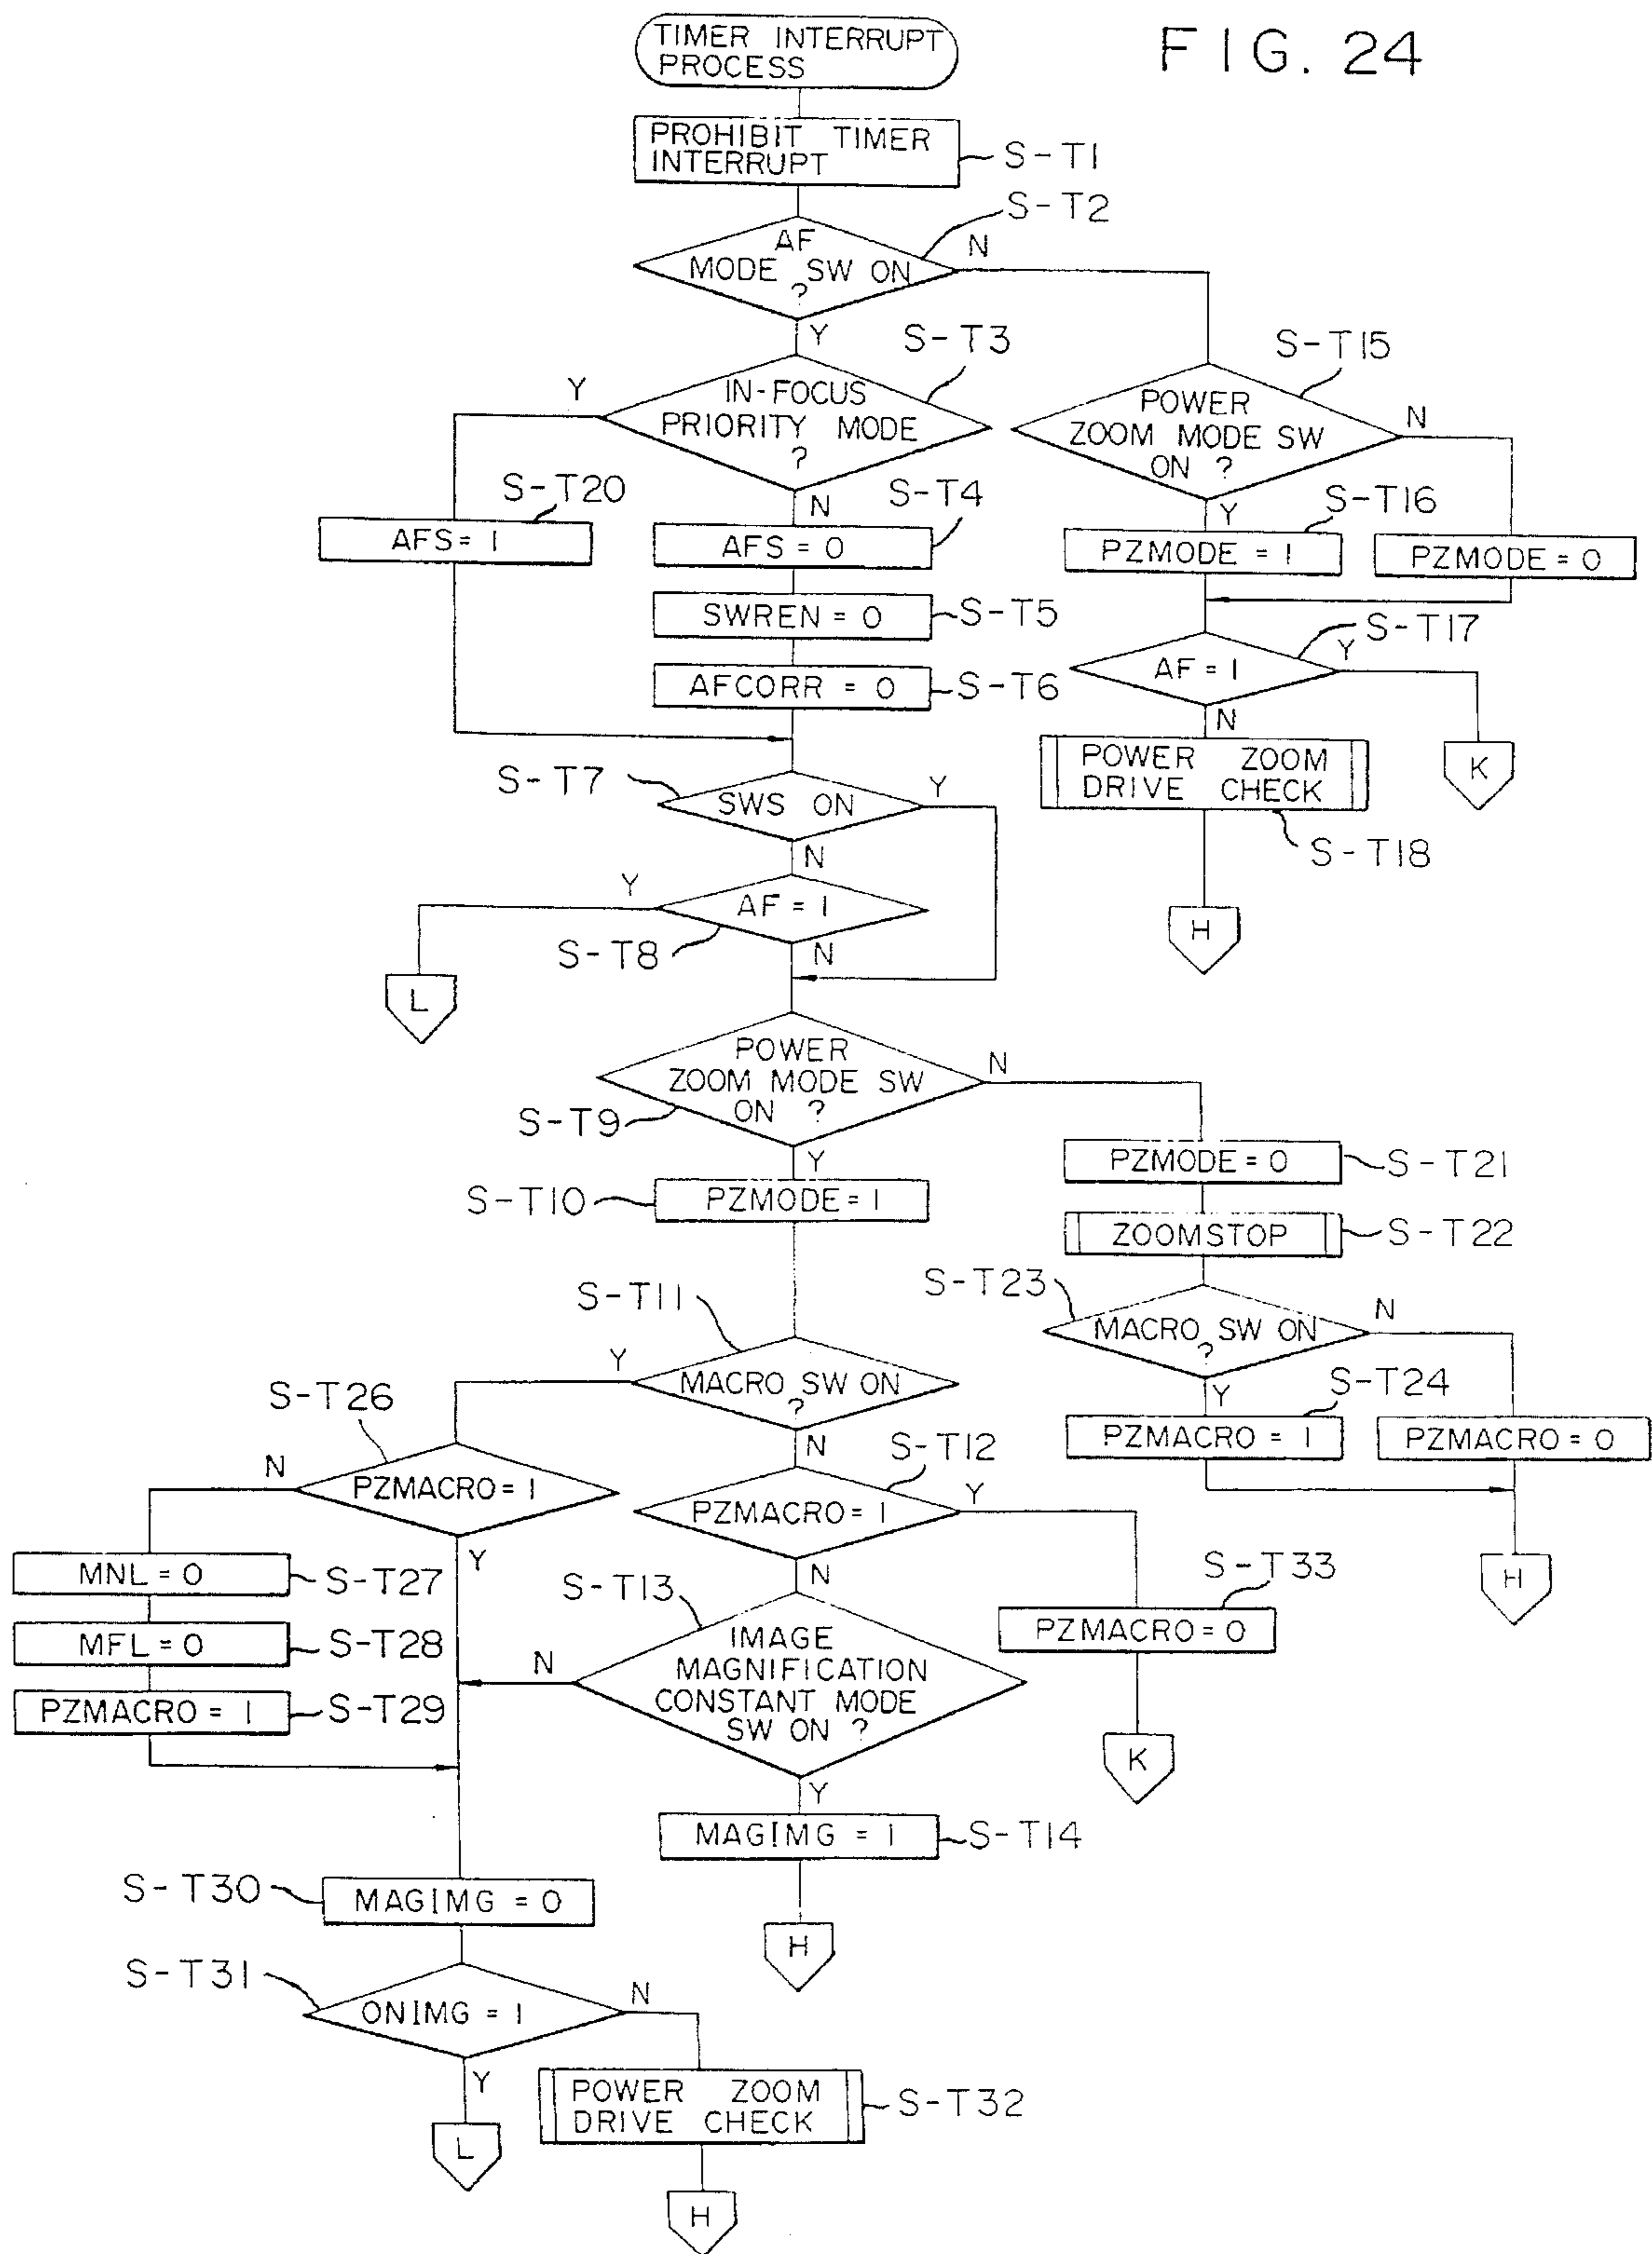 FIG. 24
TIMER INTERRUPT
PROCESS
PROHIBIT TIMER
INTERRUPT
S-T1
S-T2
AF
MODE SW ON
?
N
Y
S-T3
IN-FOCUS
PRIORITY MODE
?
Y
N
S-T15
POWER
ZOOM MODE SW
ON ?
N
Y
S-T20
AFS = 1
S-T4
AFS = 0
S-T16
PZMODE = 1
PZMODE = 0
SWREN = 0
S-T5
AFCORR = 0
S-T6
S-T17
AF = 1
Y
N
K
POWER ZOOM
DRIVE CHECK
S-T18
H
S-T7
SWS ON
Y
N
AF = 1
Y
N
S-T8
L
POWER
ZOOM MODE SW
ON ?
N
Y
S-T9
S-T10
PZMODE = 1
PZMODE = 0
S-T21
ZOOMSTOP
S-T22
S-T23
MACRO SW ON
?
N
Y
S-T24
PZMACRO = 1
PZMACRO = 0
H
S-T11
MACRO SW ON
?
Y
N
S-T26
PZMACRO = 1
N
Y
S-T12
PZMACRO = 1
Y
N
MNL = 0
S-T27
MFL = 0
S-T28
PZMACRO = 1
S-T29
S-T13
IMAGE
MAGNIFICATION
CONSTANT MODE
SW ON ?
N
Y
S-T33
PZMACRO = 0
K
MAGIMG = 1
S-T14
H
S-T30
MAGIMG = 0
S-T31
ONIMG = 1
N
Y
L
POWER ZOOM
DRIVE CHECK
S-T32
H